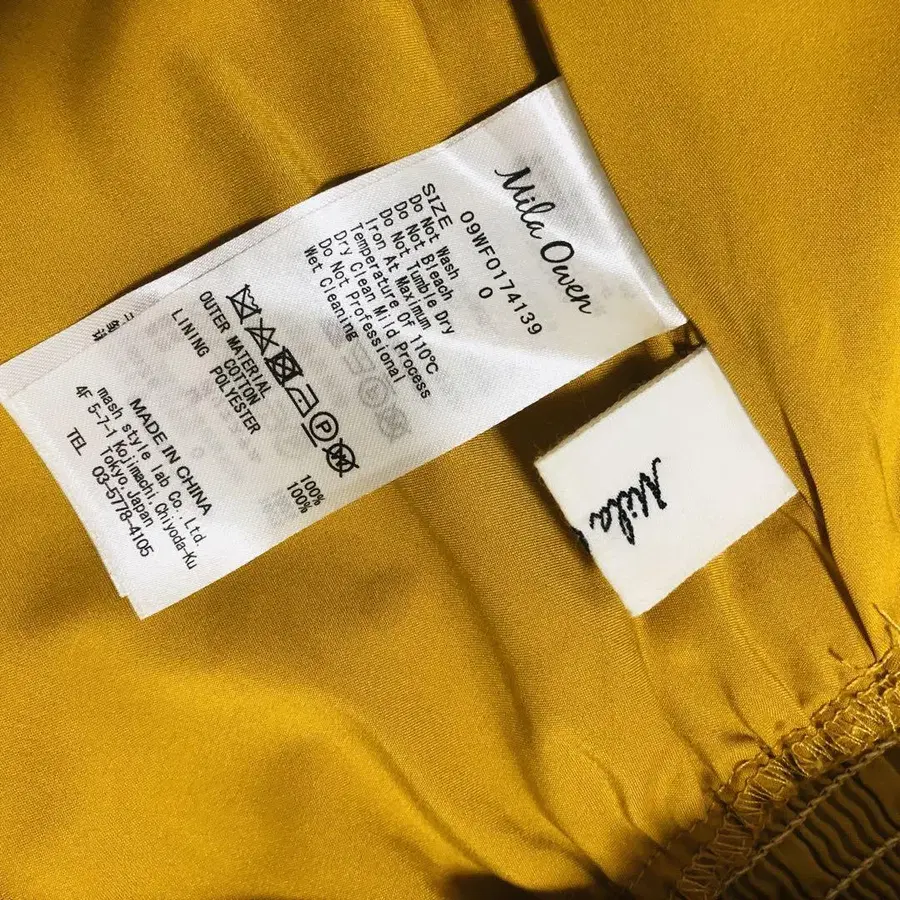 Mila Owen
09WFO174139
SIZE 0
Do Not Wash
Do Not Bleach
Do Not Tumble Dry
Iron At Maximum
Temperature Of 110℃
Dry Clean Mild Process
Do Not Professional
Wet Cleaning
P
W
OUTER MATERIAL
COTTON 100%
LINING POLYESTER 100%
MADE IN CHINA
mash style lab Co.,Ltd.
4F 5-7-1 Kojimachi,Chiyoda-Ku
Tokyo,Japan
TEL 03-5778-4105
Mila